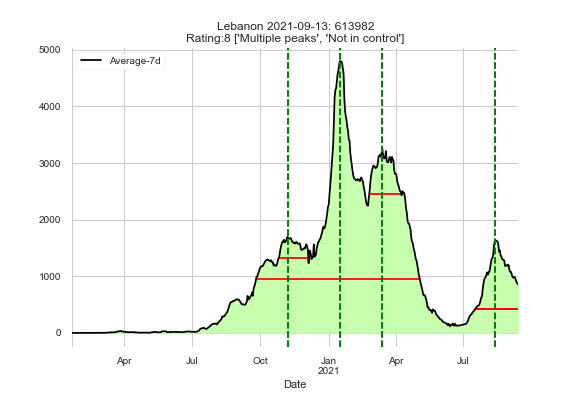 Lebanon 2021-09-13: 613982
Rating:8 ['Multiple peaks', 'Not in control']
Average-7d
5000
4000
3000
2000
1000
0
Apr
Jul
Oct
Jan
2021
Apr
Jul
Date